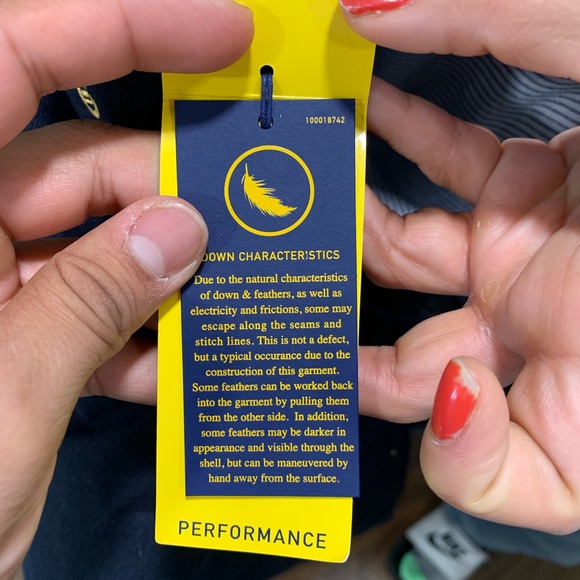 100018742
DOWN CHARACTERISTICS
Due to the natural characteristics
of down & feathers, as well as
electricity and frictions, some may
escape along the seams and
stitch lines. This is not a defect,
but a typical occurance due to the
construction of this garment.
Some feathers can be worked back
into the garment by pulling them
from the other side. In addition,
some feathers may be darker in
appearance and visible through the
shell, but can be maneuvered by
hand away from the surface.
PERFORMANCE